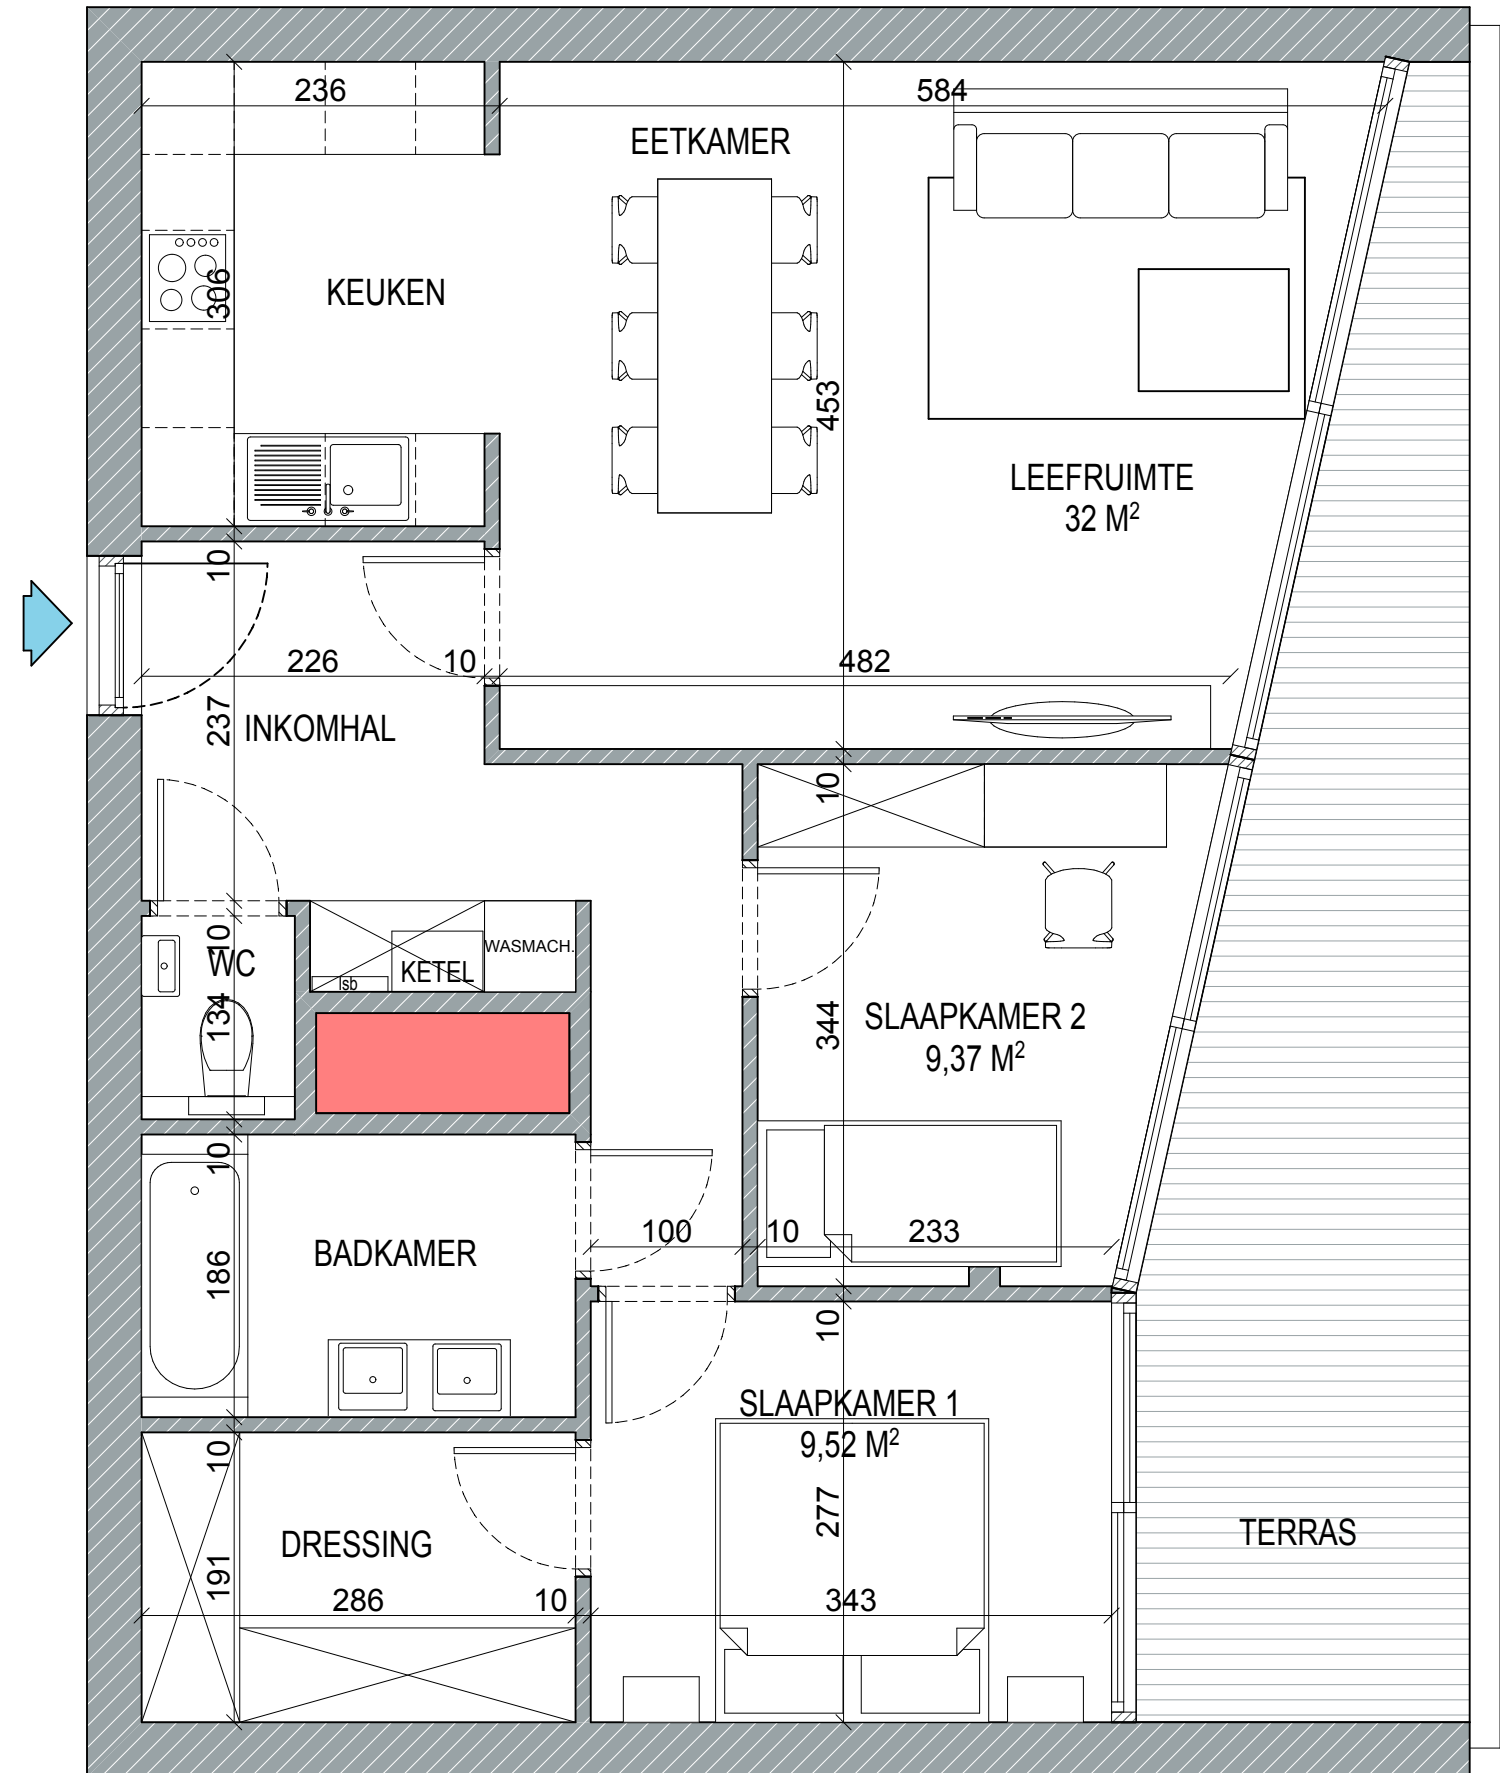 236
584
EETKAMER
306
KEUKEN
453
LEEFRUIMTE
32 M²
10
226
10
482
237
INKOMHAL
10
10
WC
WASMACH.
KETEL
lsb
134
344
SLAAPKAMER 2
9,37 M²
10
100
10
233
186
BADKAMER
10
SLAAPKAMER 1
9,52 M²
10
277
DRESSING
TERRAS
191
286
10
343